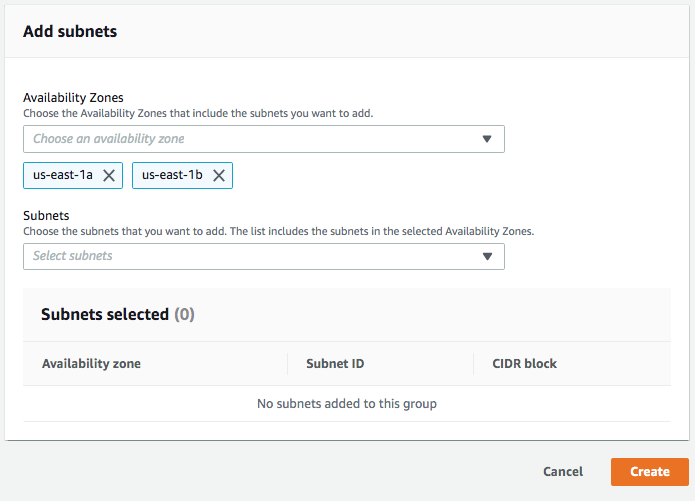 Add subnets
Availability Zones
Choose the Availability Zones that include the subnets you want to add.
Choose an availability zone
us-east-1a us-east-1b
Subnets
Choose the subnets that you want to add. The list includes the subnets in the selected Availability Zones.
Select subnets
Subnets selected (0)
Availability zone Subnet ID CIDR block
No subnets added to this group
Cancel Create